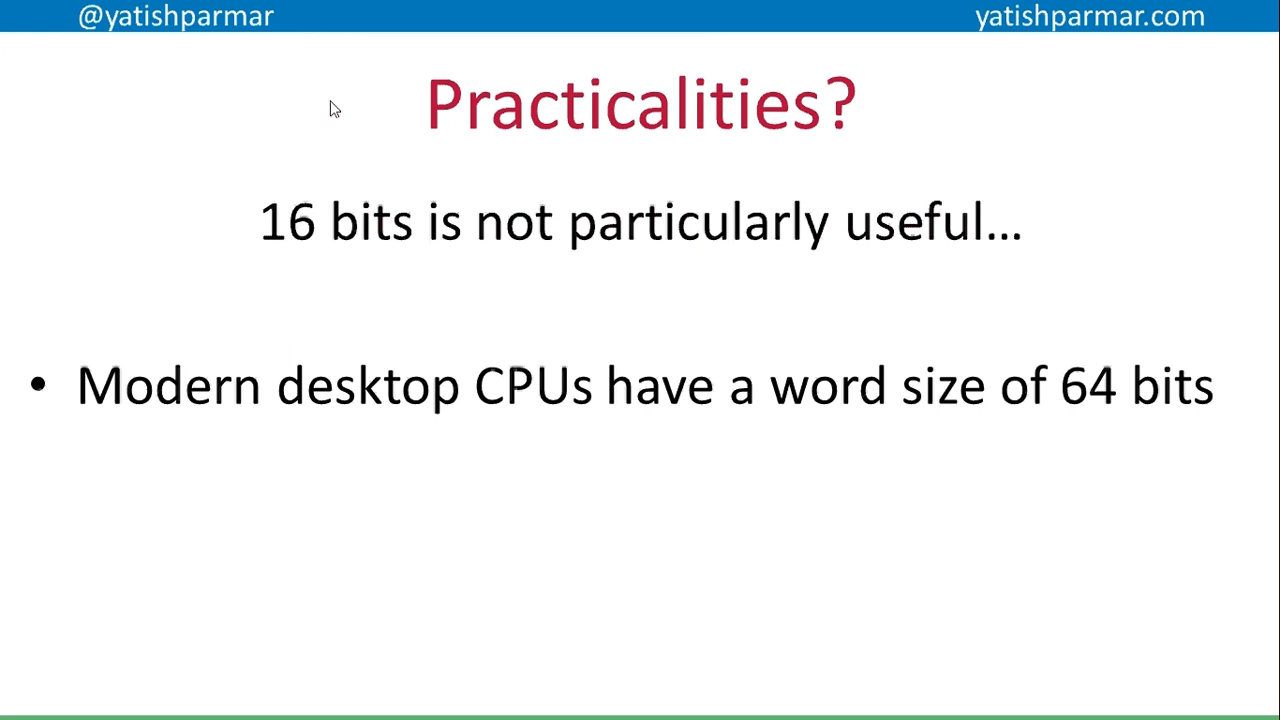 @yatishparmar
yatishparmar.com
Practicalities?
16 bits is not particularly useful...
• Modern desktop CPUs have a word size of 64 bits